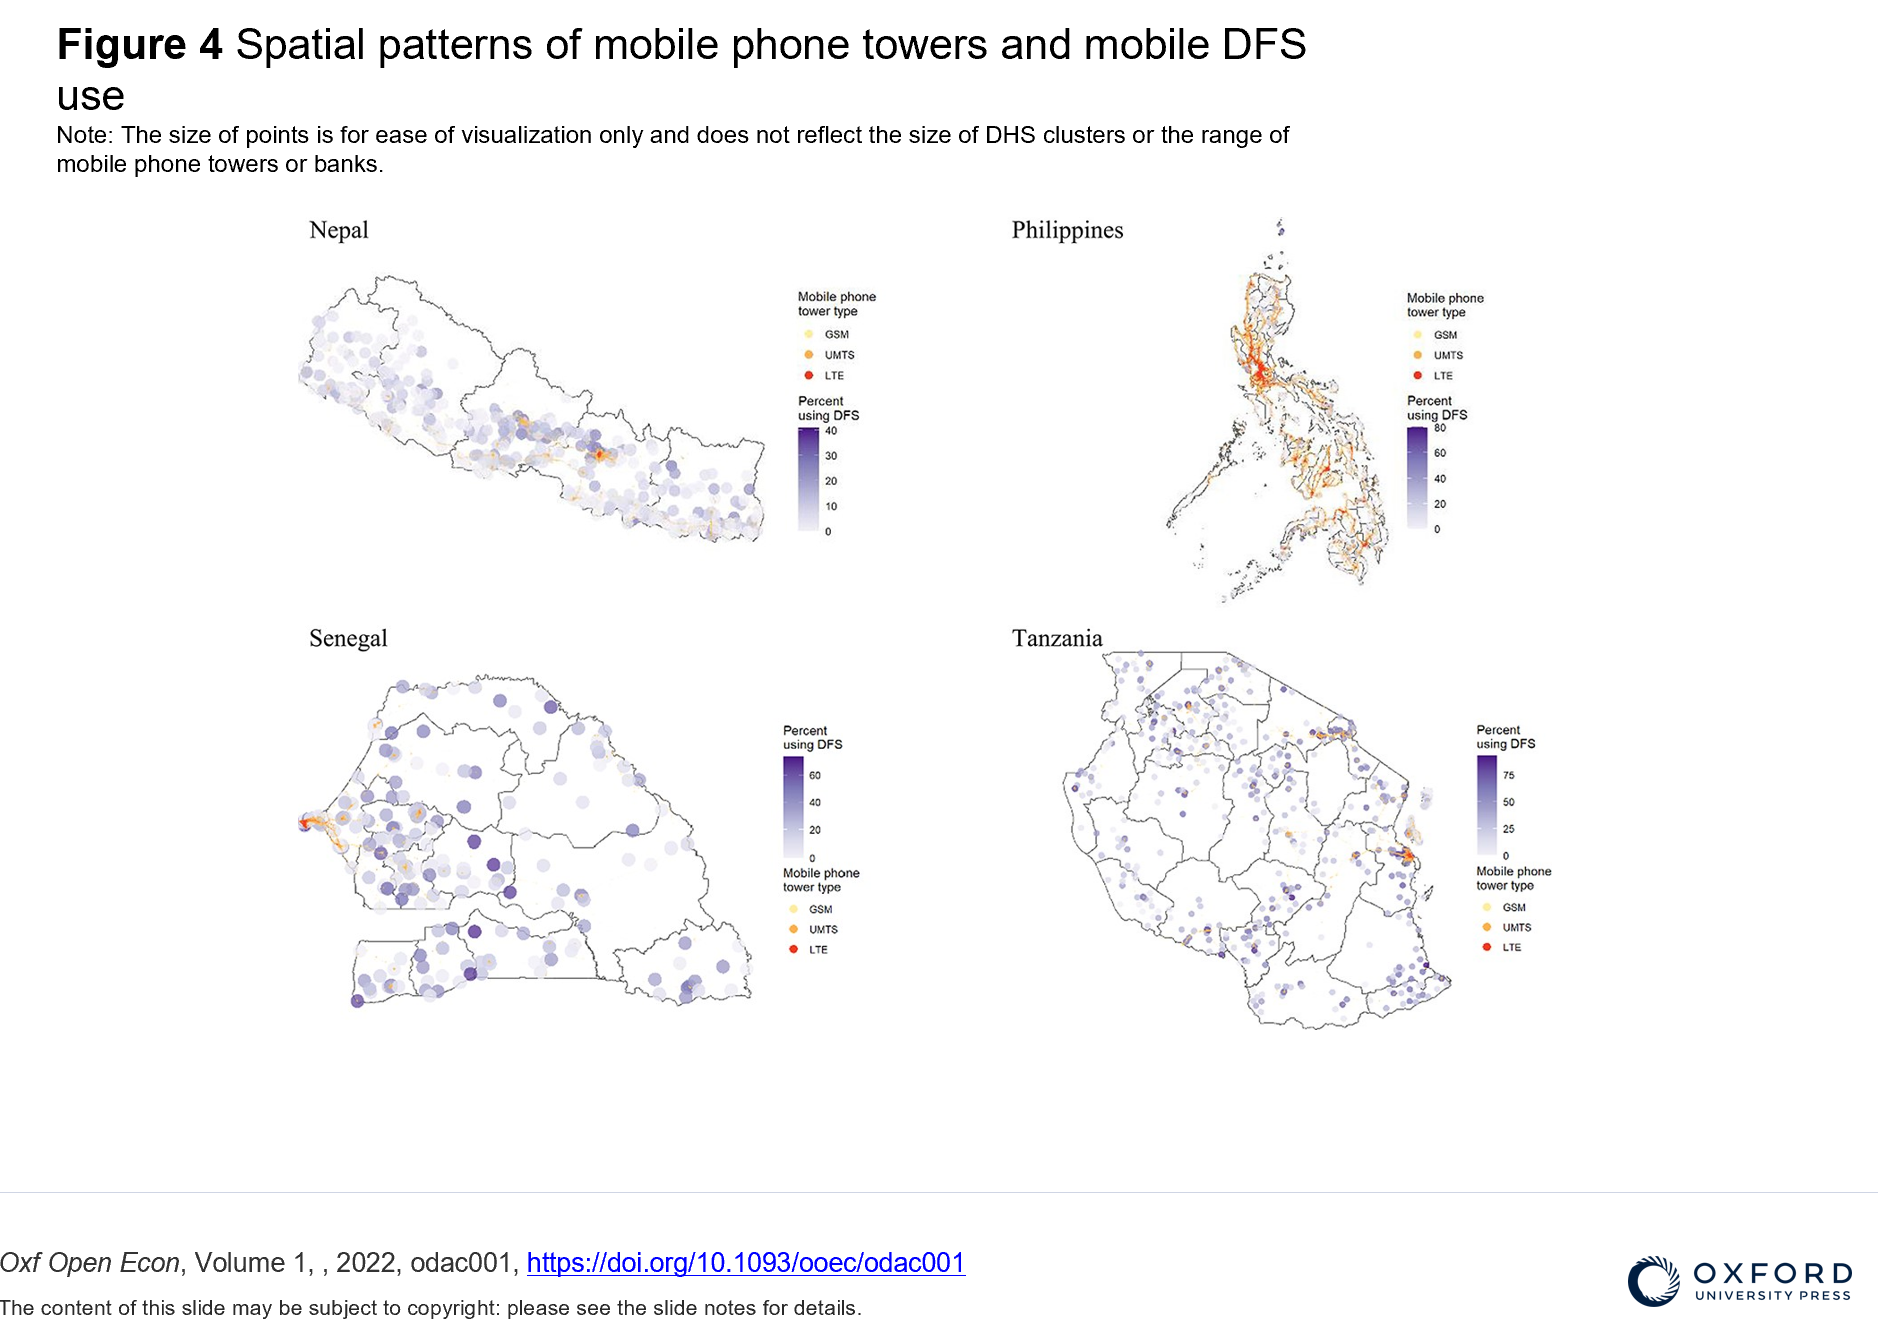 Figure 4 Spatial patterns of mobile phone towers and mobile DFS
use
Note: The size of points is for ease of visualization only and does not reflect the size of DHS clusters or the range of
mobile phone towers or banks.
Nepal
Mobile phone
tower type
GSM
UMTS
LTE
Percent
using DFS
40
30
20
10
0
Philippines
Mobile phone
tower type
GSM
UMTS
LTE
Percent
using DFS
80
60
40
20
0
Senegal
Percent
using DFS
60
40
20
0
Mobile phone
tower type
GSM
UMTS
LTE
Tanzania
Percent
using DFS
75
50
25
0
Mobile phone
tower type
GSM
UMTS
LTE
Oxf Open Econ, Volume 1, , 2022, odac001, https://doi.org/10.1093/ooec/odac001
The content of this slide may be subject to copyright: please see the slide notes for details.
OXFORD
UNIVERSITY PRESS